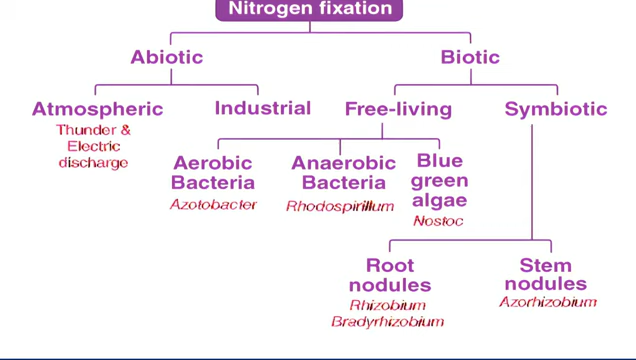 Nitrogen fixation
Abiotic
Biotic
Atmospheric
Industrial
Free-living
Symbiotic
Thunder &
Electric
discharge
Aerobic
Bacteria
Azotobacter
Anaerobic
Bacteria
Rhodospirillum
Blue
green
algae
Nostoc
Root
nodules
Rhizobium
Bradyrhizobium
Stem
nodules
Azorhizobium